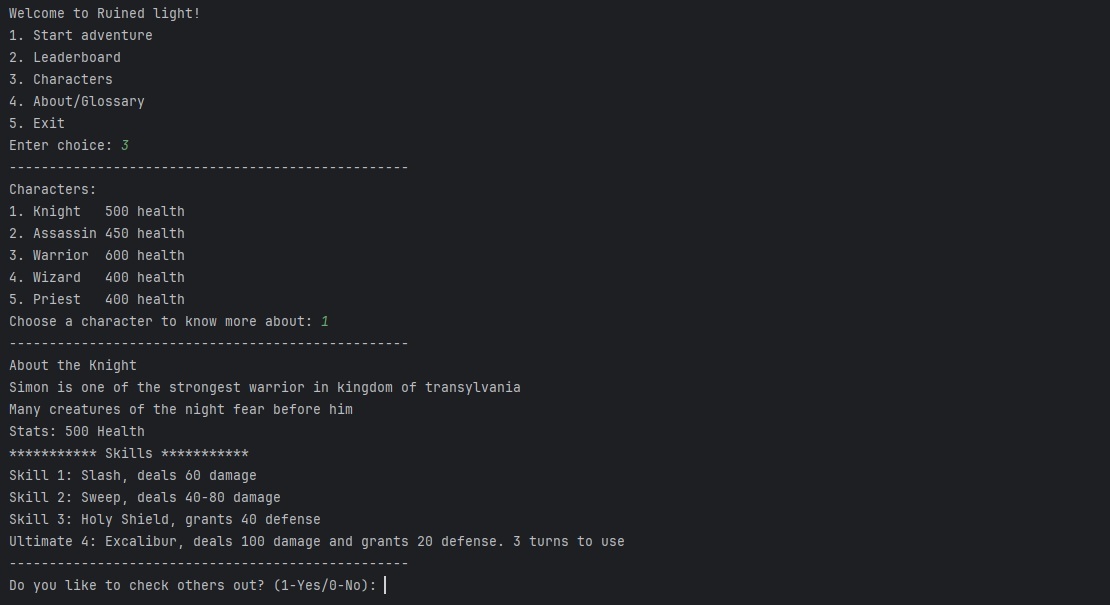 Welcome to Ruined light!
1. Start adventure
2. Leaderboard
3. Characters
4. About/Glossary
5. Exit
Enter choice: 3
--------------------------------------------------
Characters:
1. Knight   500 health
2. Assassin 450 health
3. Warrior  600 health
4. Wizard   400 health
5. Priest   400 health
Choose a character to know more about: 1
--------------------------------------------------
About the Knight
Simon is one of the strongest warrior in kingdom of transylvania
Many creatures of the night fear before him
Stats: 500 Health
*********** Skills ***********
Skill 1: Slash, deals 60 damage
Skill 2: Sweep, deals 40-80 damage
Skill 3: Holy Shield, grants 40 defense
Ultimate 4: Excalibur, deals 100 damage and grants 20 defense. 3 turns to use
--------------------------------------------------
Do you like to check others out? (1-Yes/0-No):